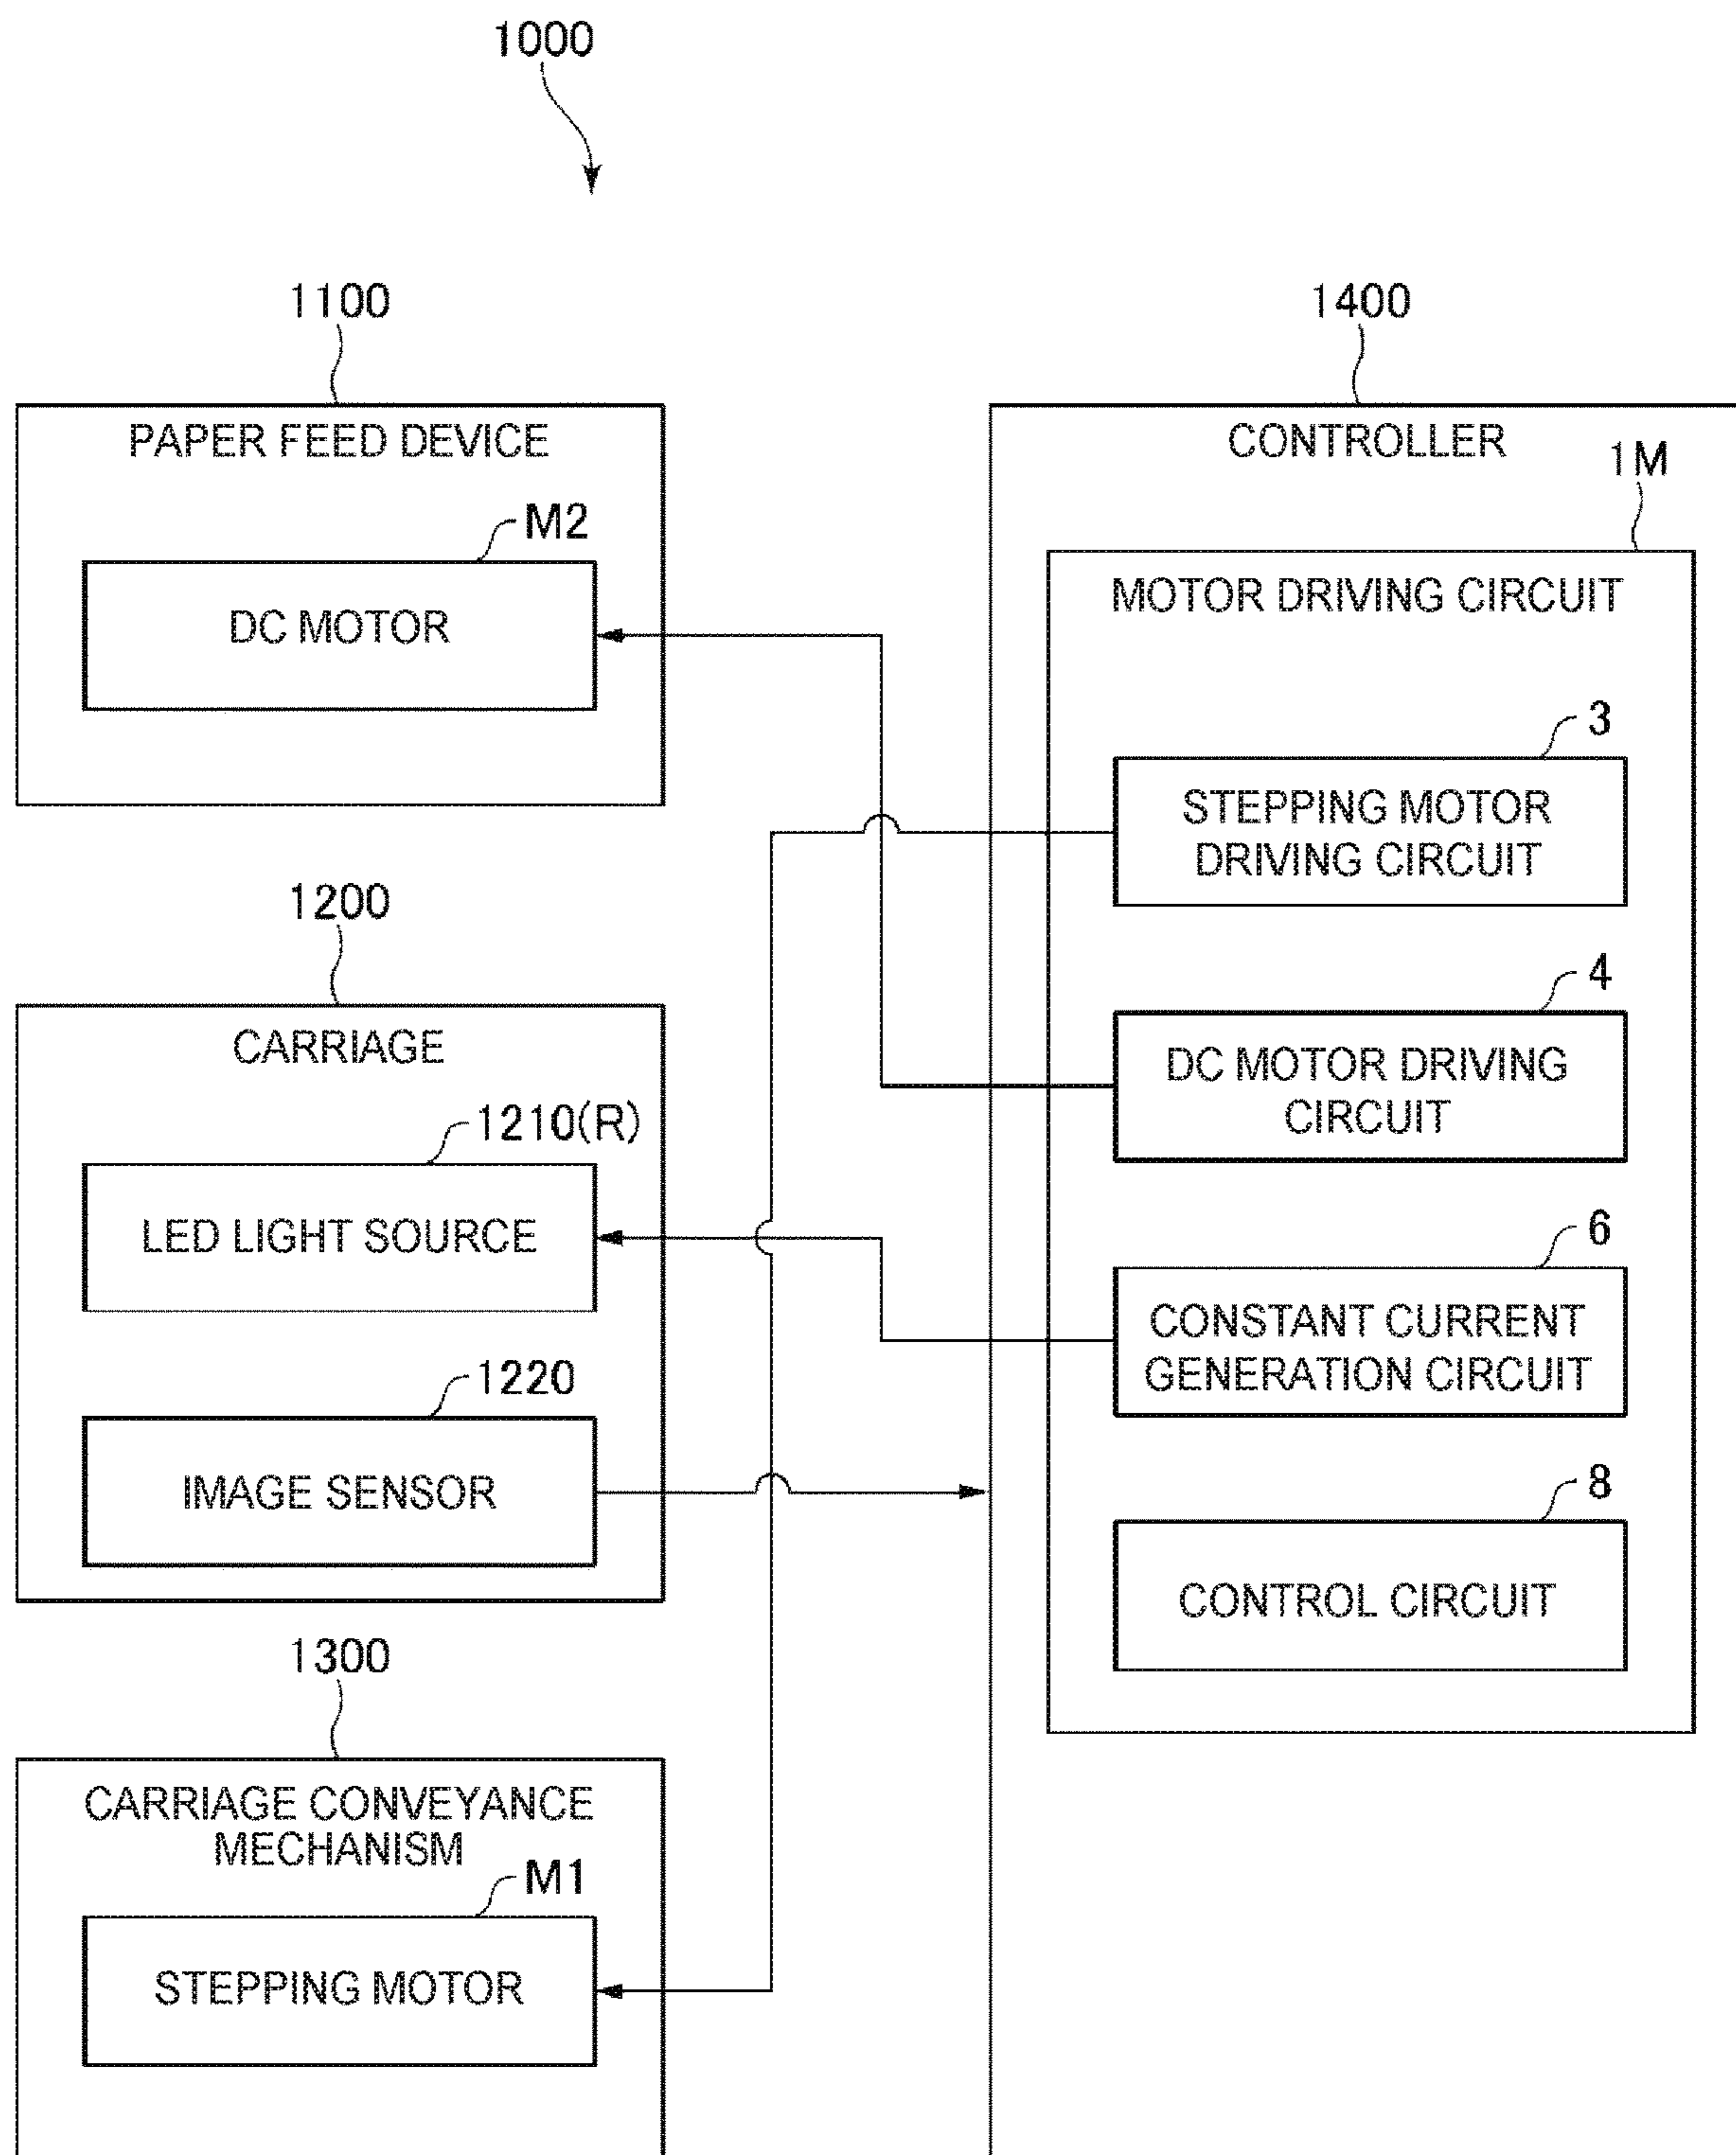 1000
1100
PAPER FEED DEVICE
M2
DC MOTOR
1200
CARRIAGE
1210(R)
LED LIGHT SOURCE
1220
IMAGE SENSOR
1300
CARRIAGE CONVEYANCE
MECHANISM
M1
STEPPING MOTOR
1400
CONTROLLER
1M
MOTOR DRIVING CIRCUIT
3
STEPPING MOTOR
DRIVING CIRCUIT
4
DC MOTOR DRIVING
CIRCUIT
6
CONSTANT CURRENT
GENERATION CIRCUIT
8
CONTROL CIRCUIT